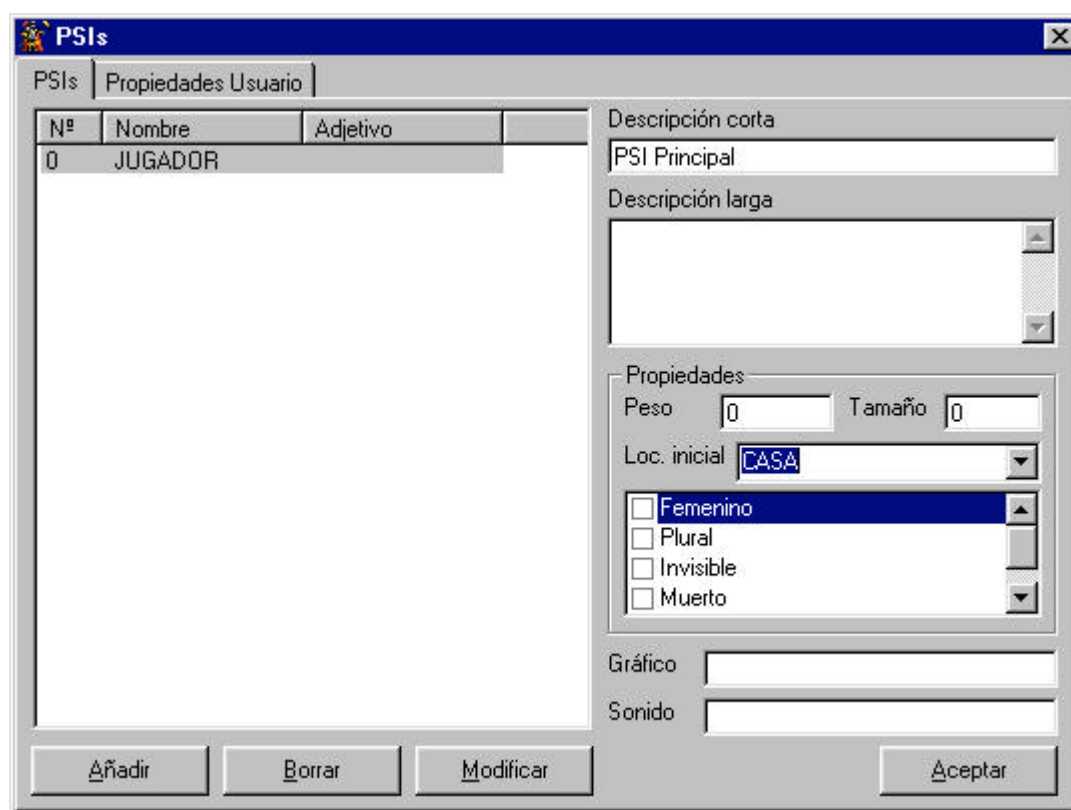 PSIs
PSIs Propiedades Usuario
Nº Nombre Adjetivo
0 JUGADOR
Descripción corta
PSI Principal
Descripción larga
Propiedades
Peso 0 Tamaño 0
Loc. inicial CASA
Femenino
Plural
Invisible
Muerto
Gráfico
Sonido
Añadir Borrar Modificar Aceptar